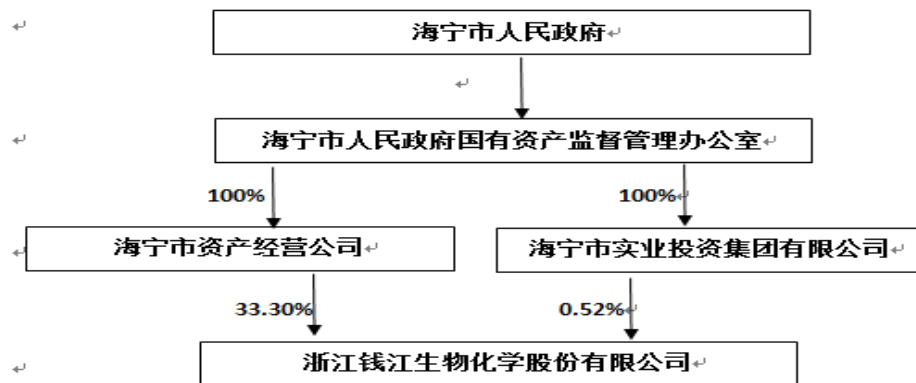 海宁市人民政府
海宁市人民政府国有资产监督管理办公室
100% 100%
海宁市资产经营公司 海宁市实业投资集团有限公司
33.30% 0.52%
浙江钱江生物化学股份有限公司